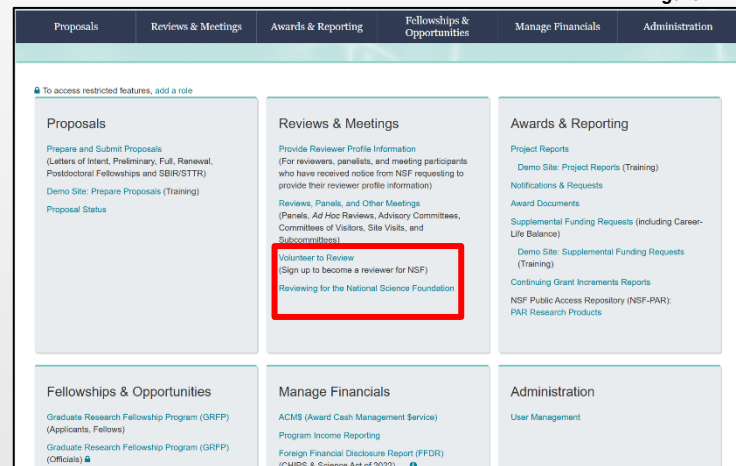 Proposals
Reviews & Meetings
Awards & Reporting
Fellowships &
Opportunities
Manage Financials
Administration
To access restricted features, add a role
Proposals
Prepare and Submit Proposals
(Letters of Intent, Preliminary, Full, Renewal,
Postdoctoral Fellowships and SBIR/STTR)
Demo Site: Prepare Proposals (Training)
Proposal Status
Reviews & Meetings
Provide Reviewer Profile Information
(For reviewers, panelists, and meeting participants
who have received notice from NSF requesting to
provide their reviewer profile information)
Reviews, Panels, and Other Meetings
(Panels, Ad Hoc Reviews, Advisory Committees,
Committees of Visitors, Site Visits, and
Subcommittees)
Volunteer to Review
(Sign up to become a reviewer for NSF)
Reviewing for the National Science Foundation
Awards & Reporting
Project Reports
Demo Site: Project Reports (Training)
Notifications & Requests
Award Documents
Supplemental Funding Requests (including Career-
Life Balance)
Demo Site: Supplemental Funding Requests
(Training)
Continuing Grant Increments Reports
NSF Public Access Repository (NSF-PAR):
PAR Research Products
Fellowships & Opportunities
Graduate Research Fellowship Program (GRFP)
(Applicants, Fellows)
Graduate Research Fellowship Program (GRFP)
(Officials)
Manage Financials
ACM$ (Award Cash Management $ervice)
Program Income Reporting
Foreign Financial Disclosure Report (FFDR)
(CHIPS & Science Act of 2022)
Administration
User Management